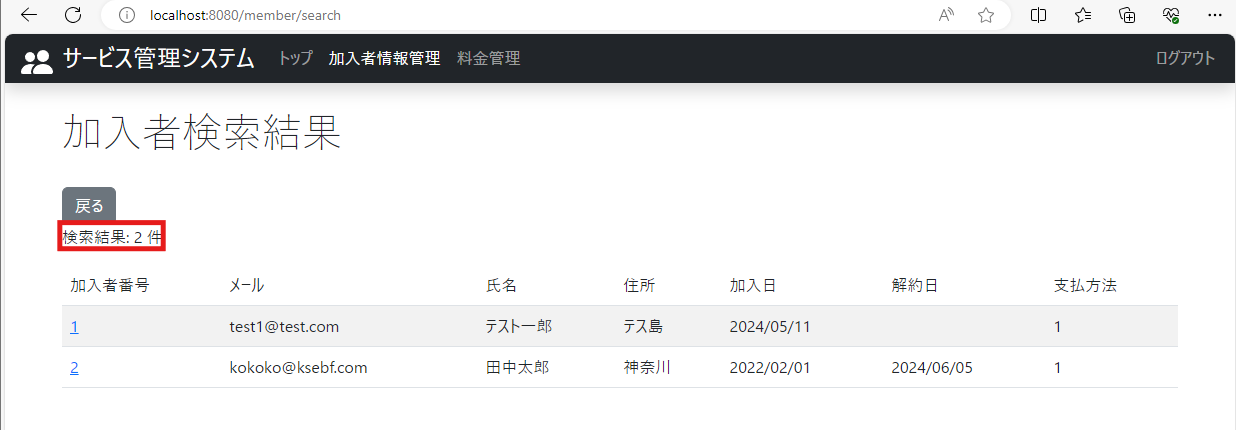 localhost:8080/member/search
サービス管理システム トップ 加入者情報管理 料金管理 ログアウト
加入者検索結果
戻る
検索結果: 2 件
加入者番号 メール 氏名 住所 加入日 解約日 支払方法
1 test1@test.com テスト一郎 テス島 2024/05/11 1
2 kokoko@ksebf.com 田中太郎 神奈川 2022/02/01 2024/06/05 1